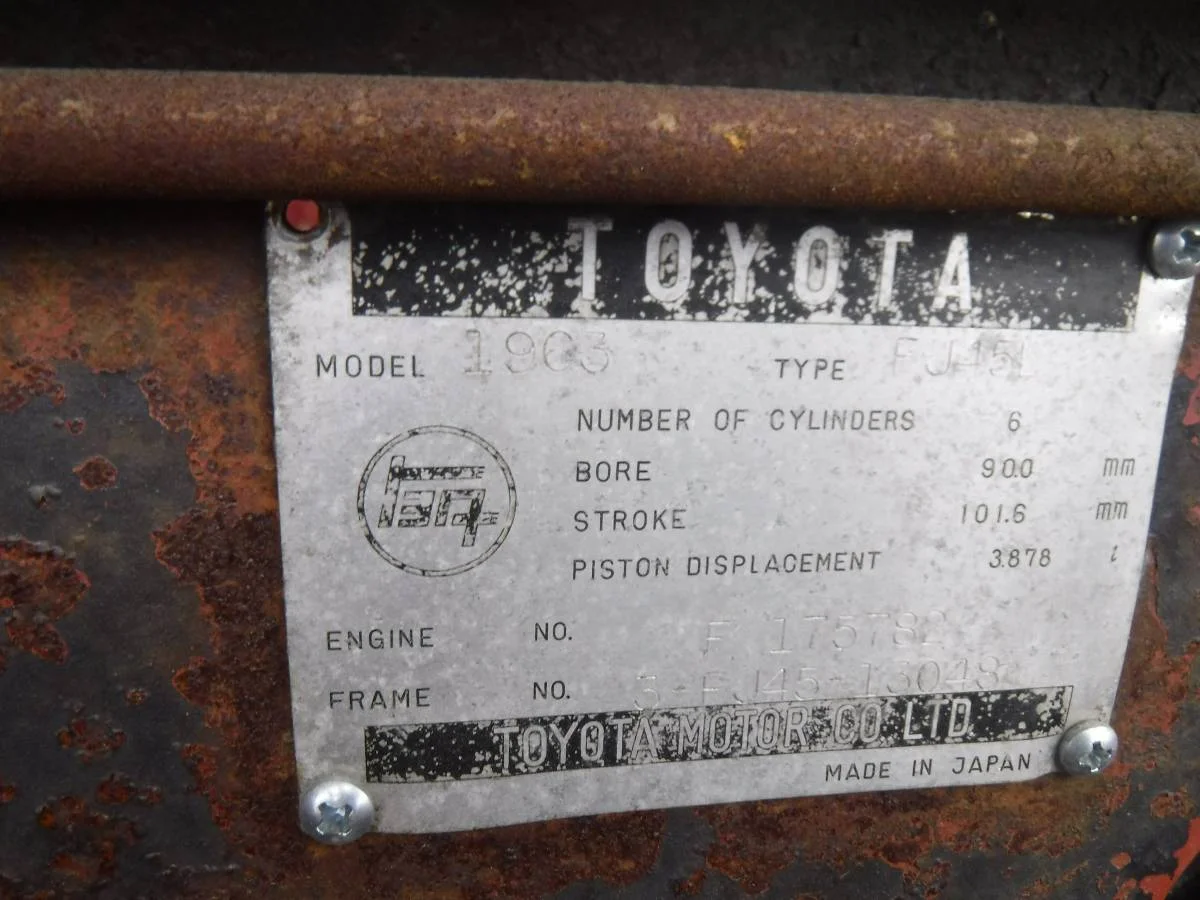 TOYOTA
MODEL 1963 TYPE FJ45L
TEQ
NUMBER OF CYLINDERS 6
BORE 90.0 mm
STROKE 101.6 mm
PISTON DISPLACEMENT 3.878 l
ENGINE NO. F 175782
FRAME NO. 3-FJ45-13048
TOYOTA MOTOR CO LTD
MADE IN JAPAN